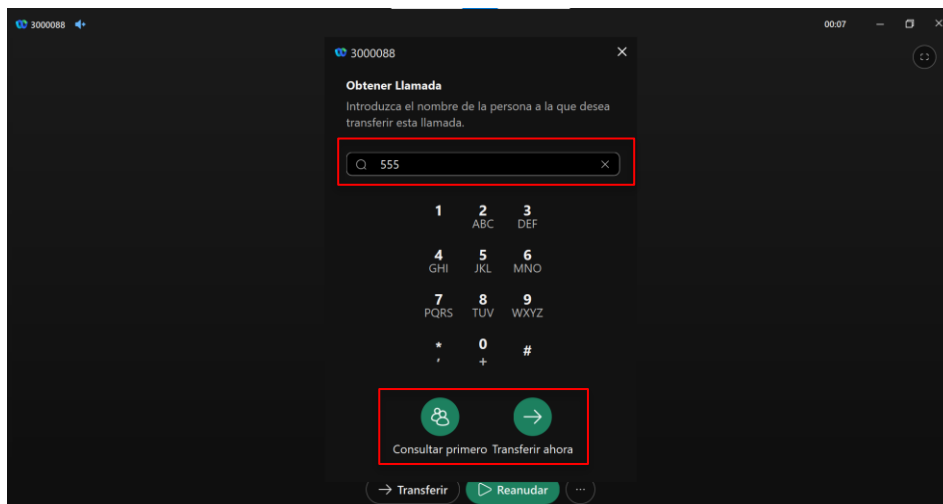 3000088
00:07
3000088
Obtener Llamada
Introduzca el nombre de la persona a la que desea
transferir esta llamada.
555
1 2 3
ABC DEF
4 5 6
GHI JKL MNO
7 8 9
PQRS TUV WXYZ
* 0 #
, +
Consultar primero Transferir ahora
Transferir Reanudar ...